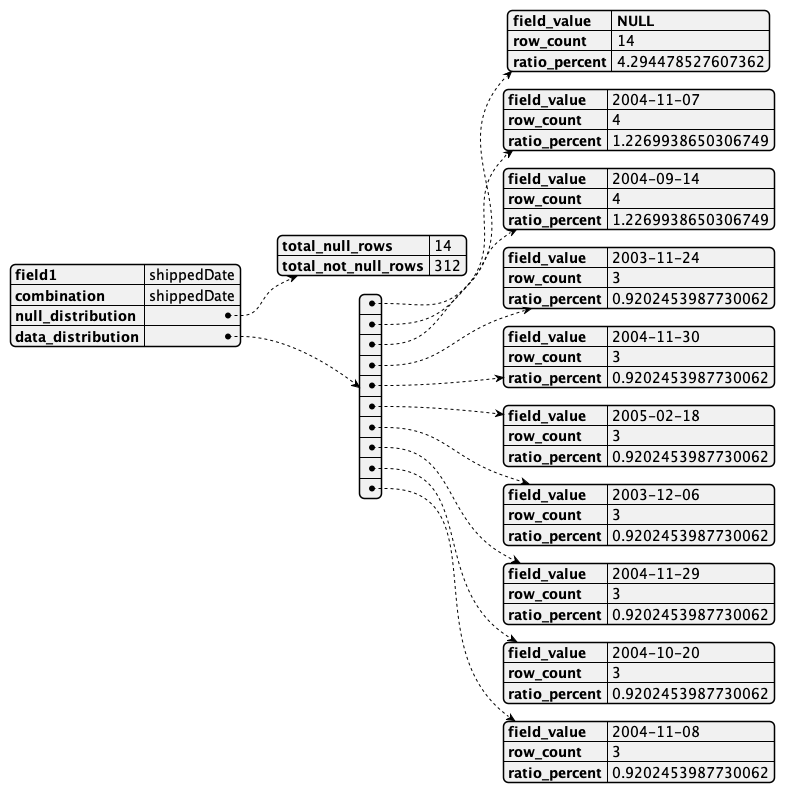 field1 shippedDate
combination shippedDate
null_distribution
data_distribution
total_null_rows 14
total_not_null_rows 312
field_value NULL
row_count 14
ratio_percent 4.294478527607362
field_value 2004-11-07
row_count 4
ratio_percent 1.2269938650306749
field_value 2004-09-14
row_count 4
ratio_percent 1.2269938650306749
field_value 2003-11-24
row_count 3
ratio_percent 0.9202453987730062
field_value 2004-11-30
row_count 3
ratio_percent 0.9202453987730062
field_value 2005-02-18
row_count 3
ratio_percent 0.9202453987730062
field_value 2003-12-06
row_count 3
ratio_percent 0.9202453987730062
field_value 2004-11-29
row_count 3
ratio_percent 0.9202453987730062
field_value 2004-10-20
row_count 3
ratio_percent 0.9202453987730062
field_value 2004-11-08
row_count 3
ratio_percent 0.9202453987730062